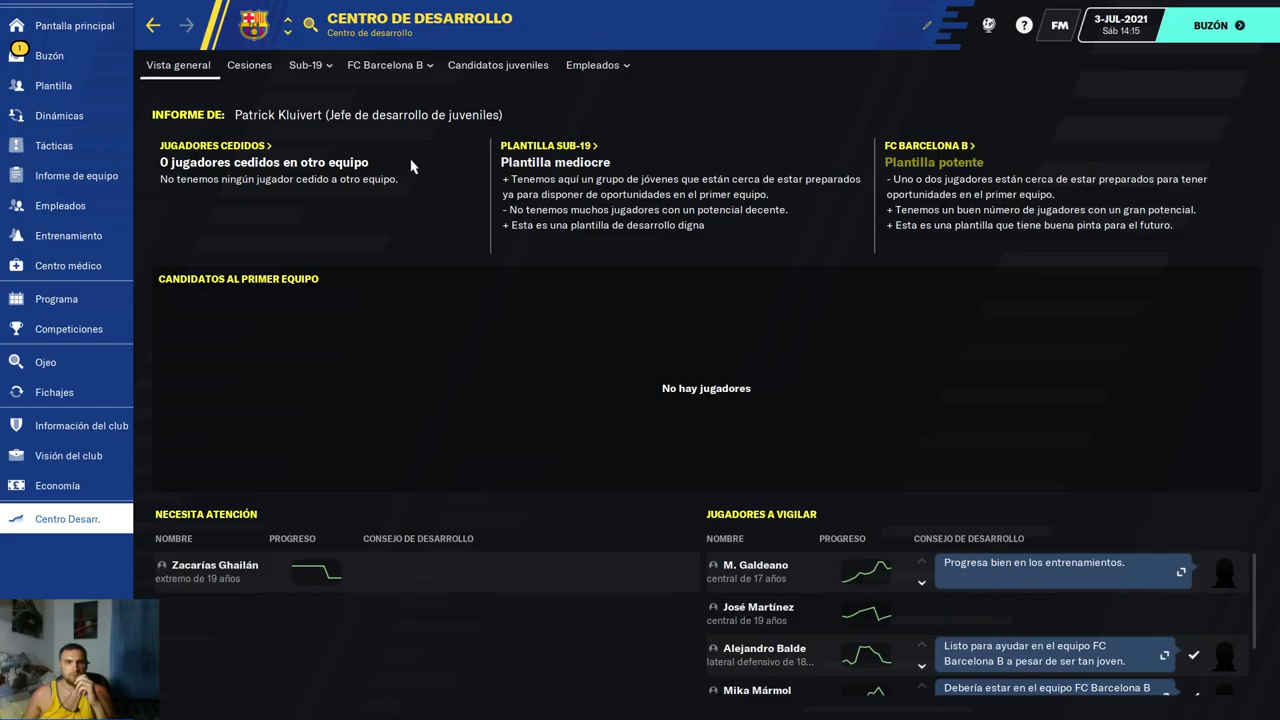 Pantalla principal
1
Buzón
Plantilla
Dinámicas
Tácticas
Informe de equipo
Empleados
Entrenamiento
Centro médico
Programa
Competiciones
Ojeo
Fichajes
Información del club
Visión del club
Economía
Centro Desarr.
CENTRO DE DESARROLLO
Centro de desarrollo
?
FM
3-JUL-2021
Sáb 14:15
BUZÓN
Vista general
Cesiones
Sub-19
FC Barcelona B
Candidatos juveniles
Empleados
INFORME DE: Patrick Kluivert (Jefe de desarrollo de juveniles)
JUGADORES CEDIDOS >
0 jugadores cedidos en otro equipo
No tenemos ningún jugador cedido a otro equipo.
PLANTILLA SUB-19 >
Plantilla mediocre
+ Tenemos aquí un grupo de jóvenes que están cerca de estar preparados
ya para disponer de oportunidades en el primer equipo.
- No tenemos muchos jugadores con un potencial decente.
+ Esta es una plantilla de desarrollo digna
FC BARCELONA B >
Plantilla potente
- Uno o dos jugadores están cerca de estar preparados para tener
oportunidades en el primer equipo.
+ Tenemos un buen número de jugadores con un gran potencial.
+ Esta es una plantilla que tiene buena pinta para el futuro.
CANDIDATOS AL PRIMER EQUIPO
No hay jugadores
NECESITA ATENCIÓN
NOMBRE PROGRESO CONSEJO DE DESARROLLO
Zacarías Ghailán
extremo de 19 años
JUGADORES A VIGILAR
NOMBRE PROGRESO CONSEJO DE DESARROLLO
M. Galdeano
central de 17 años
Progresa bien en los entrenamientos.
José Martínez
central de 19 años
Alejandro Balde
lateral defensivo de 18...
Listo para ayudar en el equipo FC
Barcelona B a pesar de ser tan joven.
Mika Mármol
Debería estar en el equipo FC Barcelona B